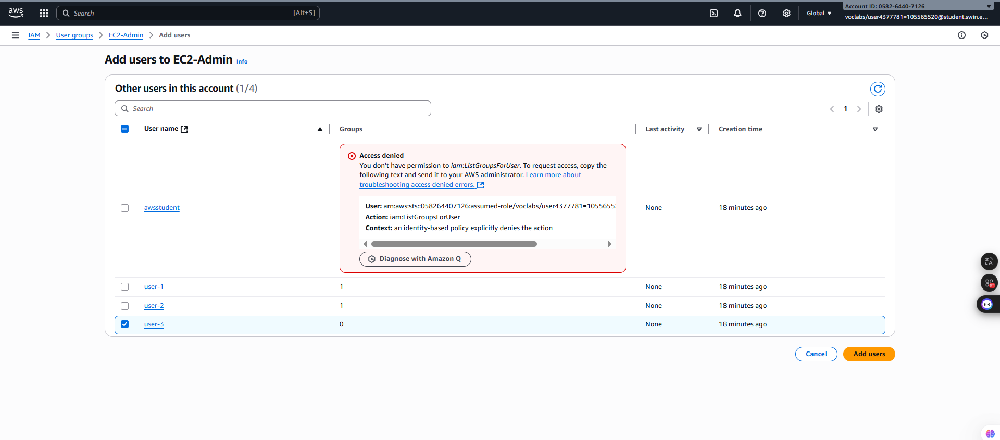 aws
Search
[Alt+S]
Global
Account ID: 0582-6440-7126
voclabs/user4377781=105565520@student.swin.e...
IAM > User groups > EC2-Admin > Add users
Add users to EC2-Admin Info
Other users in this account (1/4)
Search
1
User name
Groups
Last activity
Creation time
awsstudent
Access denied
You don't have permission to iam:ListGroupsForUser. To request access, copy the
following text and send it to your AWS administrator. Learn more about
troubleshooting access denied errors.
User: arn:aws:sts::058264407126:assumed-role/voclabs/user4377781=1055655
Action: iam:ListGroupsForUser
Context: an identity-based policy explicitly denies the action
Diagnose with Amazon Q
None
18 minutes ago
user-1
1
None
18 minutes ago
user-2
1
None
18 minutes ago
user-3
0
None
18 minutes ago
Cancel
Add users